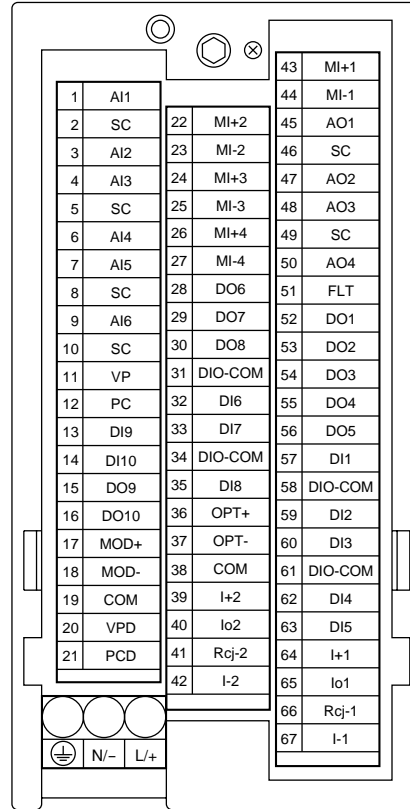 1 AI1
2 SC
3 AI2
4 AI3
5 SC
6 AI4
7 AI5
8 SC
9 AI6
10 SC
11 VP
12 PC
13 DI9
14 DI10
15 DO9
16 DO10
17 MOD+
18 MOD-
19 COM
20 VPD
21 PCD
N/− L/+
22 MI+2
23 MI-2
24 MI+3
25 MI-3
26 MI+4
27 MI-4
28 DO6
29 DO7
30 DO8
31 DIO-COM
32 DI6
33 DI7
34 DIO-COM
35 DI8
36 OPT+
37 OPT-
38 COM
39 I+2
40 Io2
41 Rcj-2
42 I-2
43 MI+1
44 MI-1
45 AO1
46 SC
47 AO2
48 AO3
49 SC
50 AO4
51 FLT
52 DO1
53 DO2
54 DO3
55 DO4
56 DO5
57 DI1
58 DIO-COM
59 DI2
60 DI3
61 DIO-COM
62 DI4
63 DI5
64 I+1
65 Io1
66 Rcj-1
67 I-1